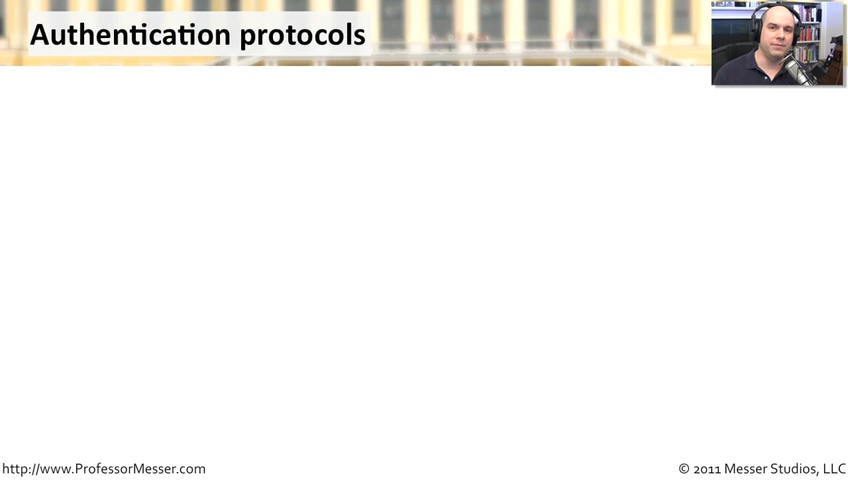 Authentication protocols
http://www.ProfessorMesser.com
© 2011 Messer Studios, LLC